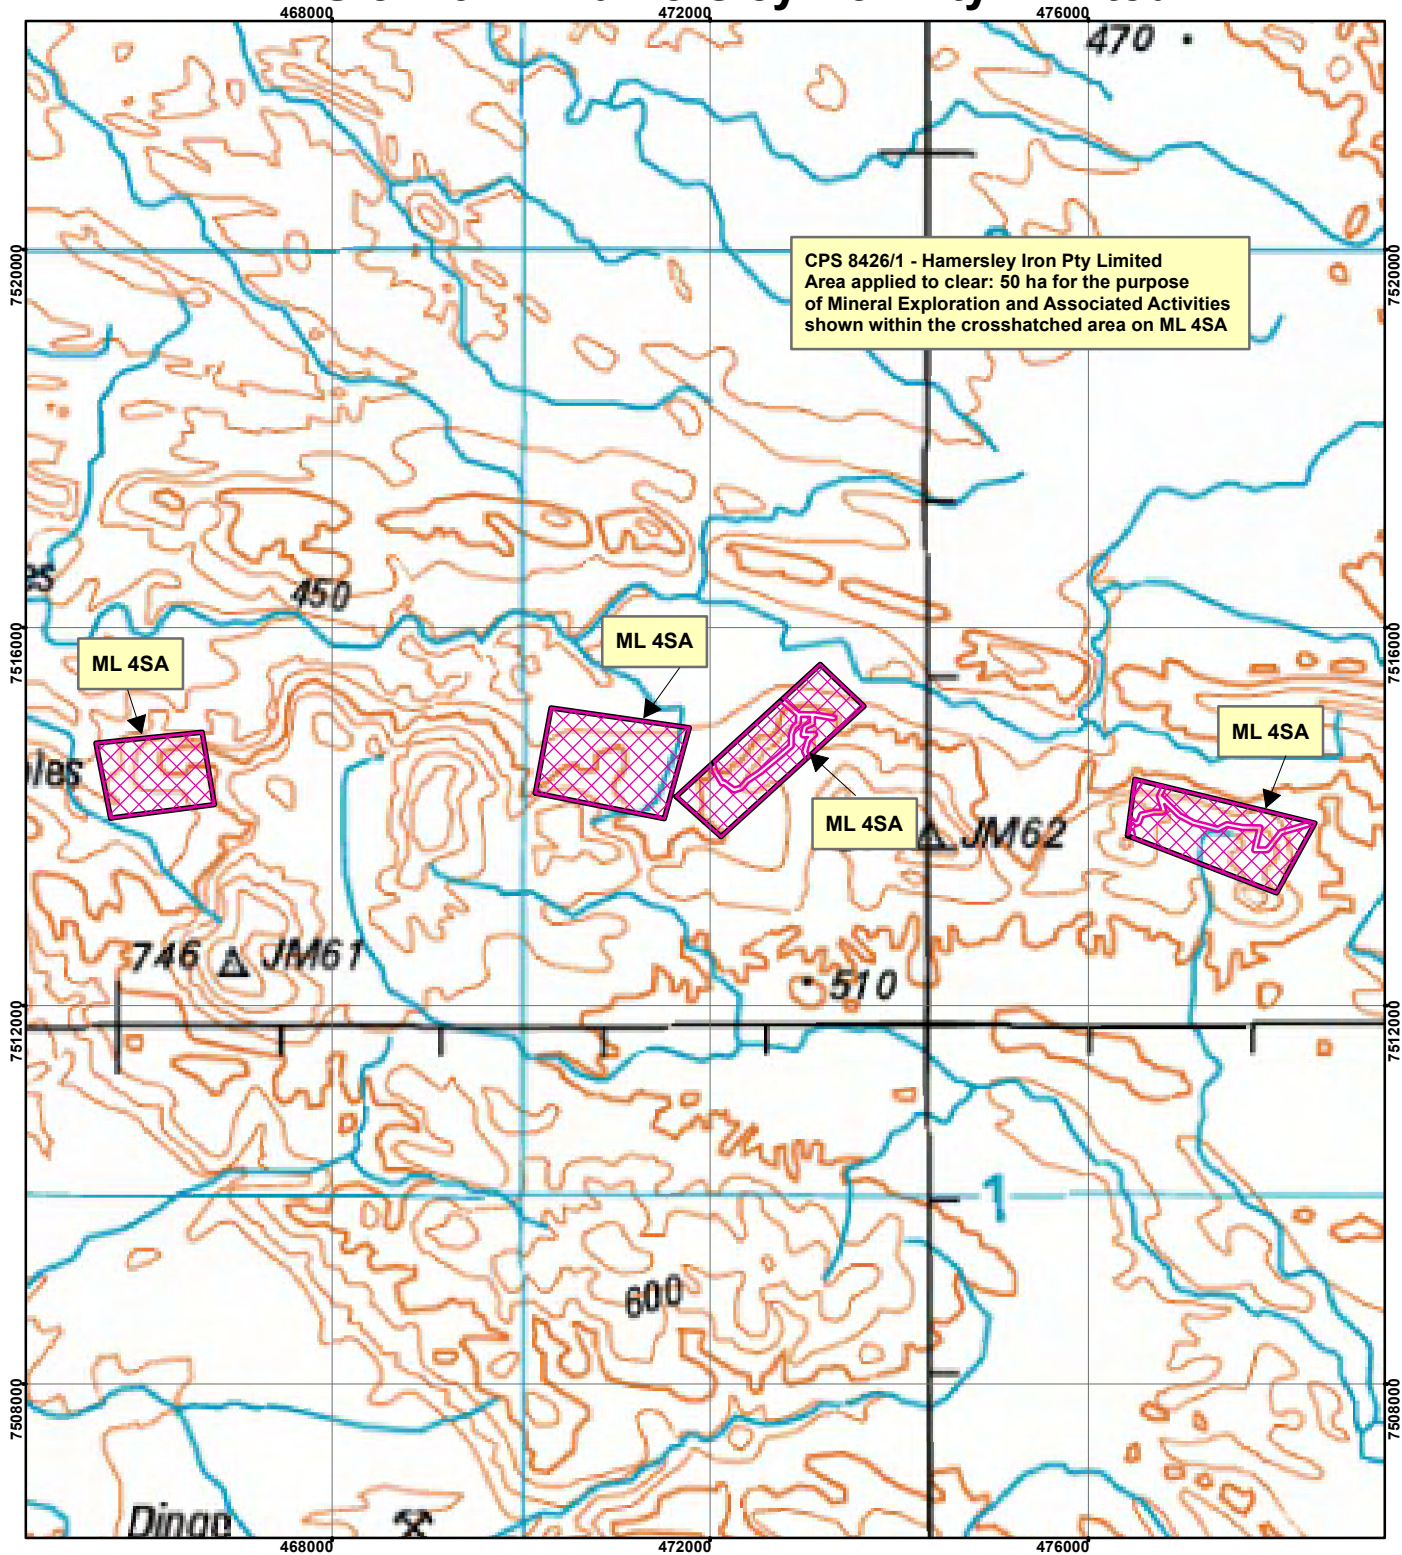 468000 472000 476000
470
7520000
7520000
CPS 8426/1 - Hamersley Iron Pty Limited
Area applied to clear: 50 ha for the purpose
of Mineral Exploration and Associated Activities
shown within the crosshatched area on ML 4SA
450
7516000
7516000
ML 4SA
ML 4SA
ML 4SA
ML 4SA
JM62
746 JM61
510
7512000
7512000
1
600
7508000
7508000
468000 472000 476000